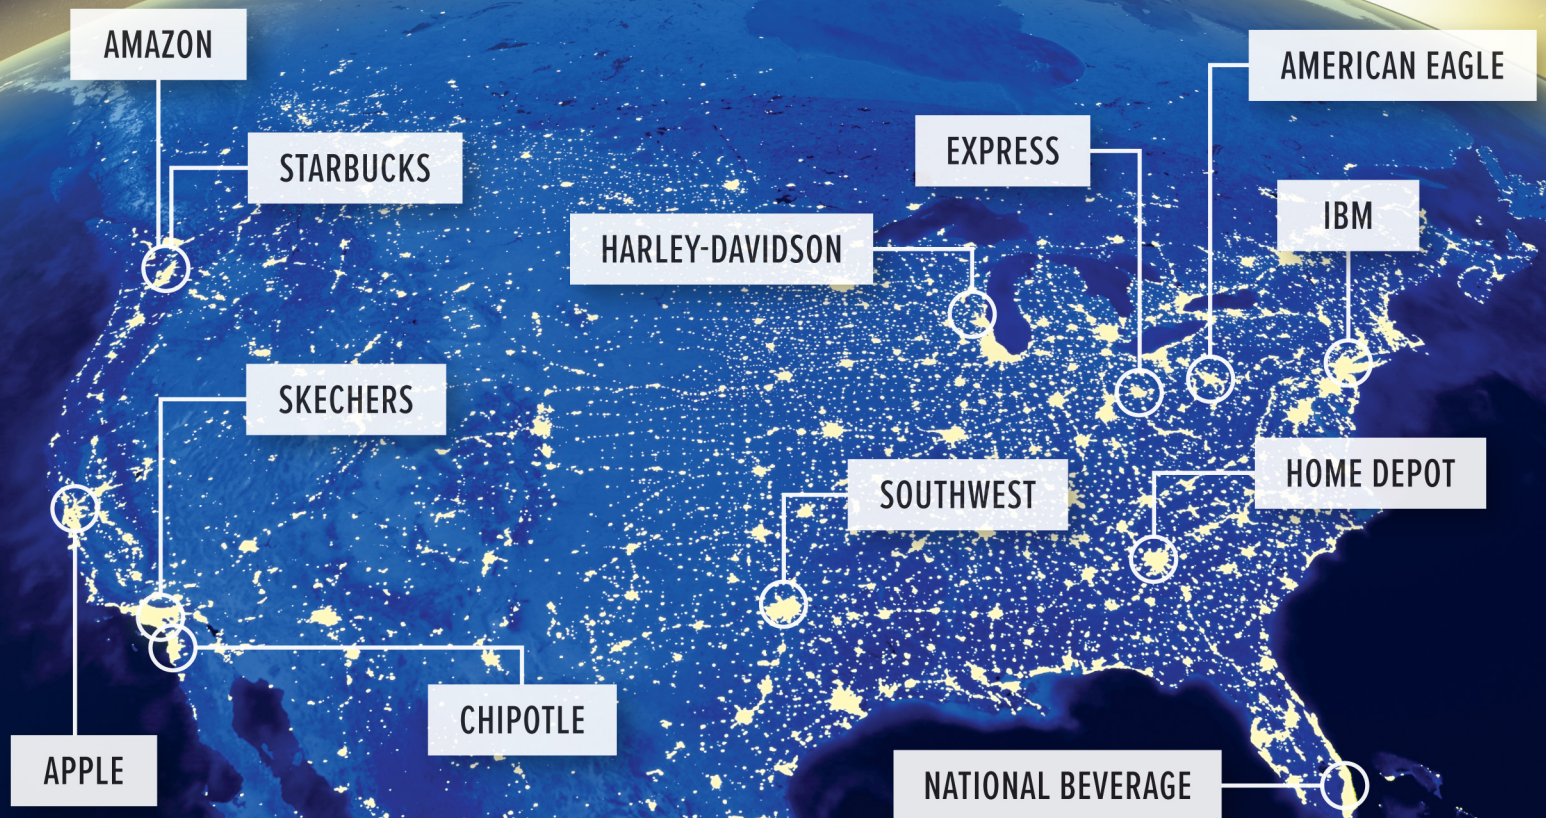 AMAZON
AMERICAN EAGLE
STARBUCKS
EXPRESS
IBM
HARLEY-DAVIDSON
SKECHERS
SOUTHWEST
HOME DEPOT
CHIPOTLE
APPLE
NATIONAL BEVERAGE